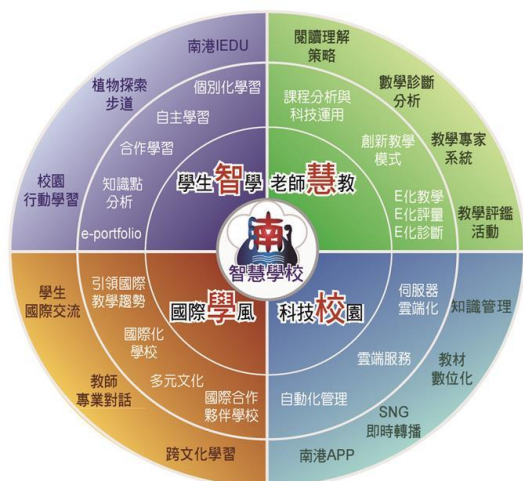 南港IEDU
植物探索
步道
校園
行動學習
個別化學習
自主學習
合作學習
知識點
分析
e-portfolio
學生智學
閱讀理解
策略
數學診斷
分析
教學專家
系統
教學評鑑
活動
課程分析與
科技運用
創新教學
模式
E化教學
E化評量
E化診斷
老師慧教
南
智慧學校
學生
國際交流
教師
專業對話
跨文化學習
引領國際
教學趨勢
國際化
學校
多元文化
國際合作
夥伴學校
國際學風
科技校園
伺服器
雲端化
雲端服務
自動化管理
知識管理
教材
數位化
SNG
即時轉播
南港APP